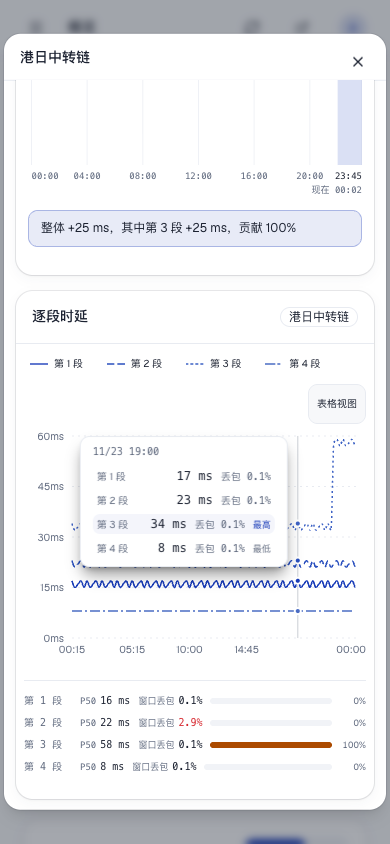 港日中转链
00:00 04:00 08:00 12:00 16:00 20:00 23:45
现在 00:02
整体 +25 ms，其中第 3 段 +25 ms，贡献 100%
逐段时延
港日中转链
第 1 段 第 2 段 第 3 段 第 4 段
表格视图
60ms
45ms
30ms
15ms
0ms
11/23 19:00
第 1 段 17 ms 丢包 0.1%
第 2 段 23 ms 丢包 0.1%
第 3 段 34 ms 丢包 0.1% 最高
第 4 段 8 ms 丢包 0.1% 最低
00:15 05:15 10:00 14:45 00:00
第 1 段 P50 16 ms 窗口丢包 0.1% 0%
第 2 段 P50 22 ms 窗口丢包 2.9% 0%
第 3 段 P50 58 ms 窗口丢包 0.1% 100%
第 4 段 P50 8 ms 窗口丢包 0.1% 0%